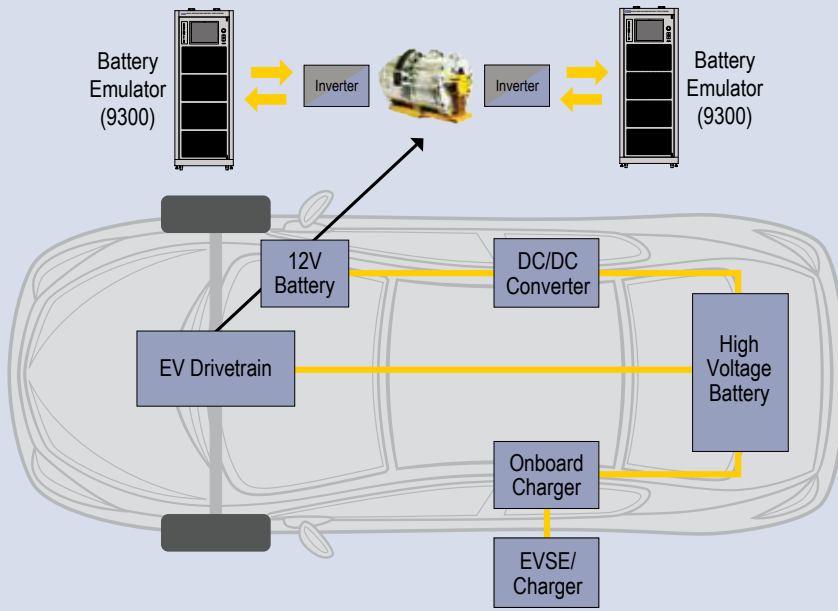 Battery
Emulator
(9300)
Inverter
Inverter
Battery
Emulator
(9300)
12V
Battery
DC/DC
Converter
EV Drivetrain
High
Voltage
Battery
Onboard
Charger
EVSE/
Charger